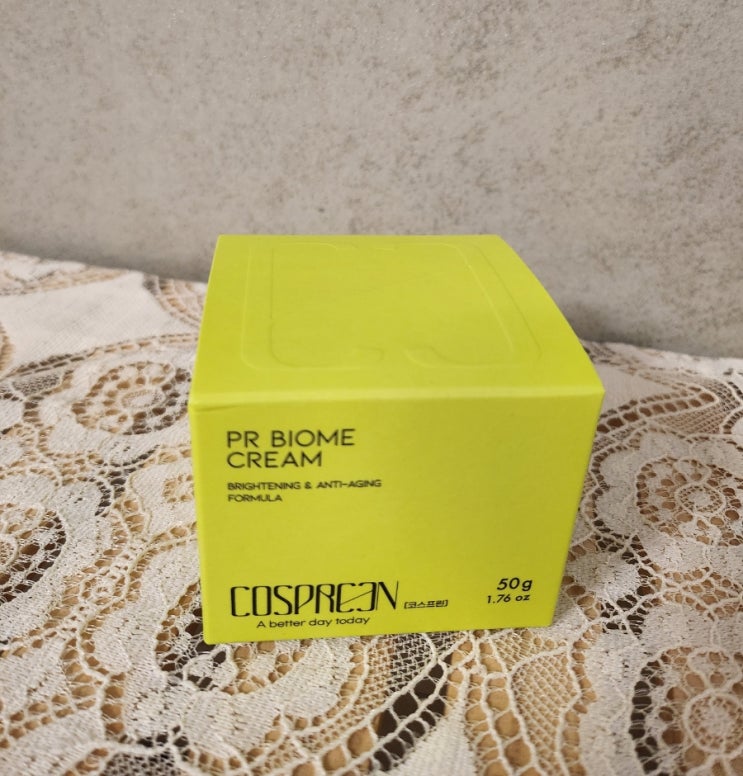 PR BIOME
CREAM
BRIGHTENING & ANTI-AGING
FORMULA
COSPREEN [코스프린]
A better day today
50g
1.76 oz